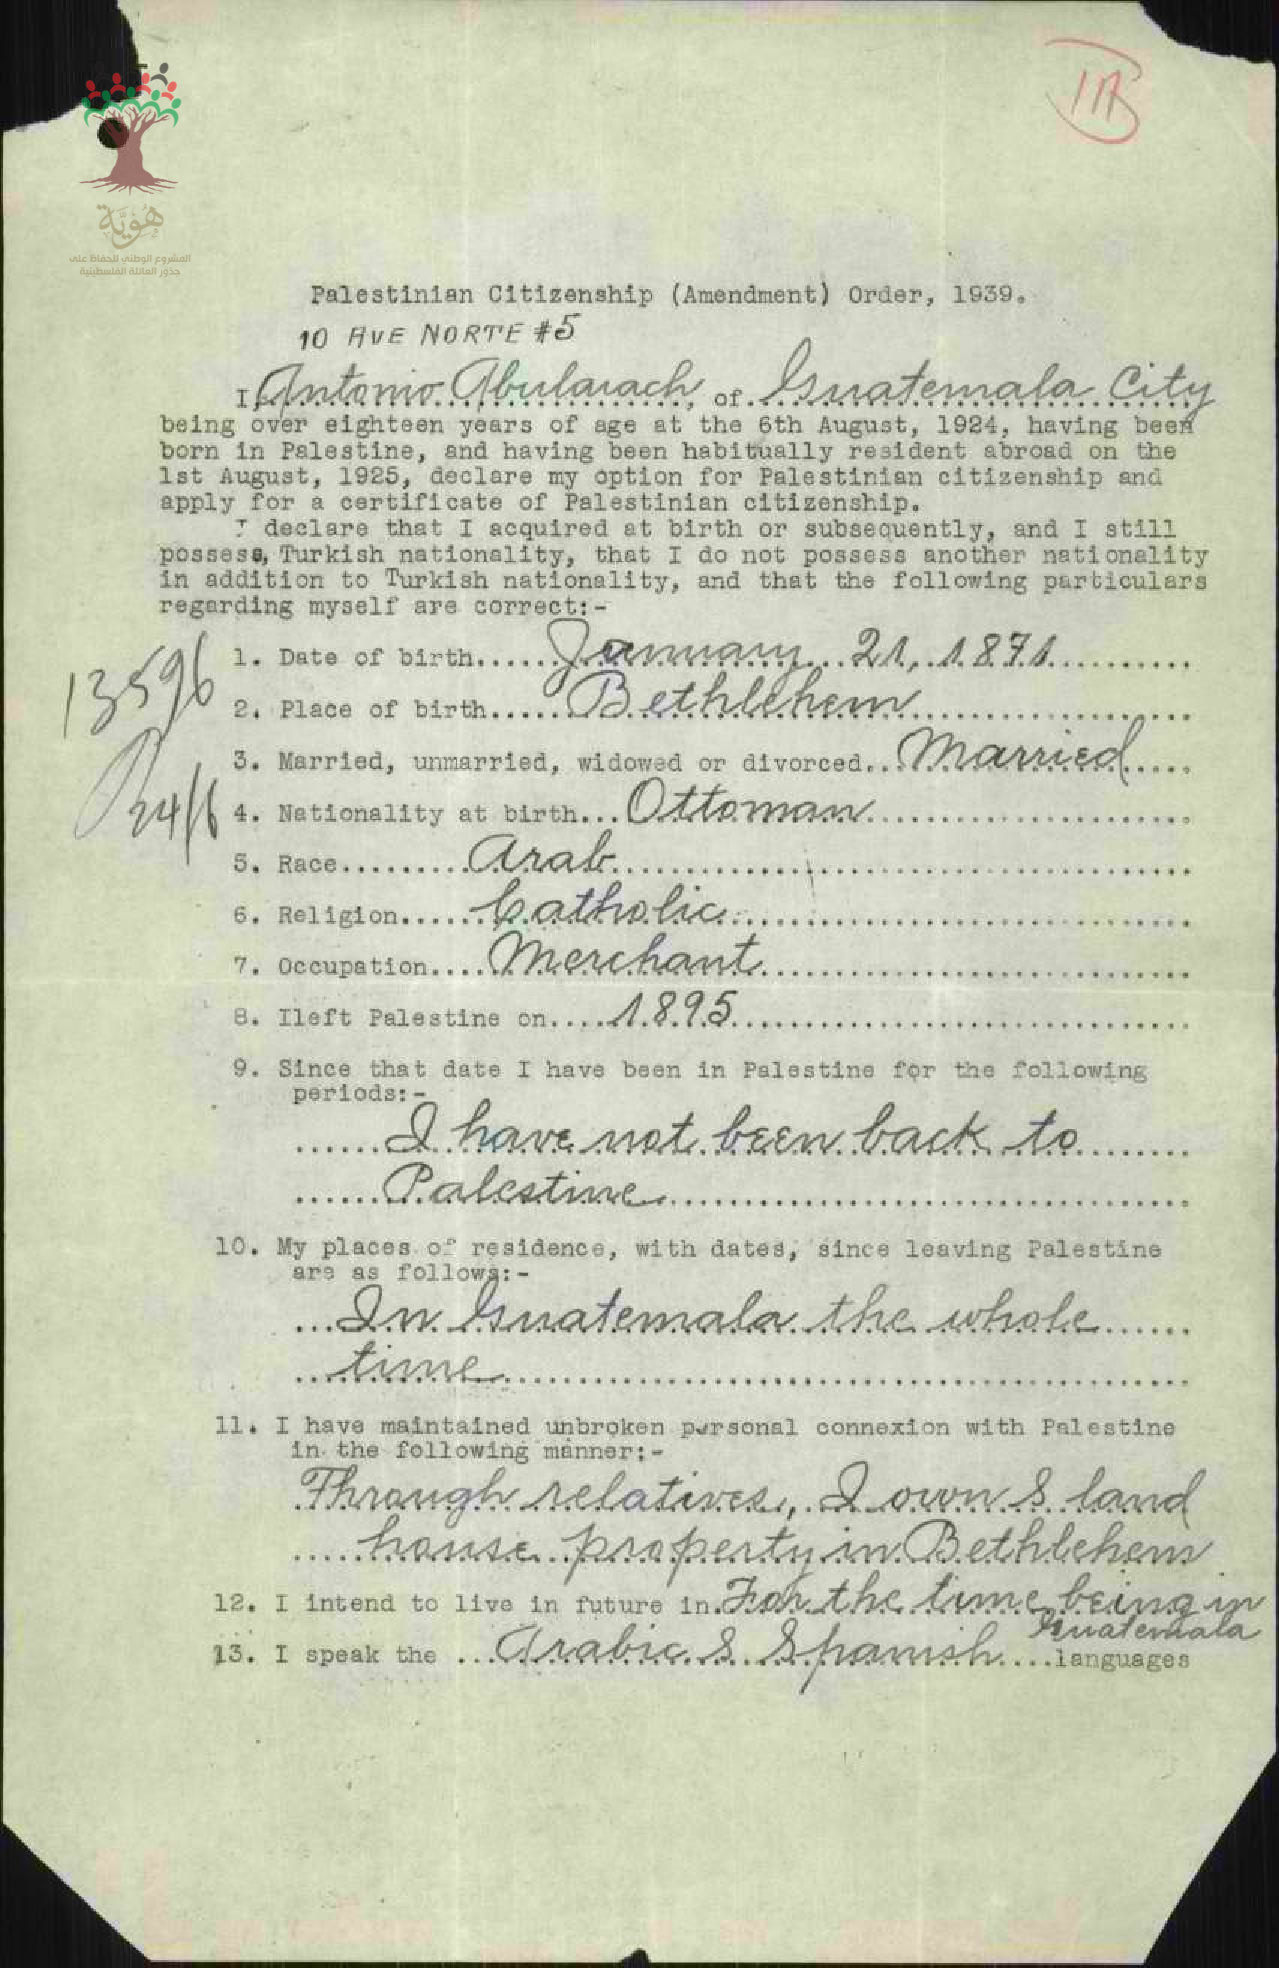 هُوِيَّة
المشروع الوطني للحفاظ على
جذور العائلة الفلسطينية
Palestinian Citizenship (Amendment) Order, 1939.
10 AVE NORTE #5
I, Antonio Abularach, of Guatemala City
being over eighteen years of age at the 6th August, 1924, having been
born in Palestine, and having been habitually resident abroad on the
1st August, 1925, declare my option for Palestinian citizenship and
apply for a certificate of Palestinian citizenship.
I declare that I acquired at birth or subsequently, and I still
possess, Turkish nationality, that I do not possess another nationality
in addition to Turkish nationality, and that the following particulars
regarding myself are correct:-
13596
24/6
1. Date of birth......January 21, 1871..........
2. Place of birth......Bethlehem..................
3. Married, unmarried, widowed or divorced...Married.....
4. Nationality at birth...Ottoman......................
5. Race.........Arab.......................................
6. Religion......Catholic...............................
7. Occupation....Merchant.............................
8. Ileft Palestine on....1895...............................
9. Since that date I have been in Palestine for the following
periods:-
......I have not been back to........
......Palestine....................................
10. My places of residence, with dates, since leaving Palestine
are as follows:-
...In Guatemala the whole......
...time..............................................
11. I have maintained unbroken personal connexion with Palestine
in the following manner:-
Through relatives, I own & land
.....house property in Bethlehem
12. I intend to live in future in.For the time being in
Guatemala
13. I speak the ...Arabic & Spanish....languages